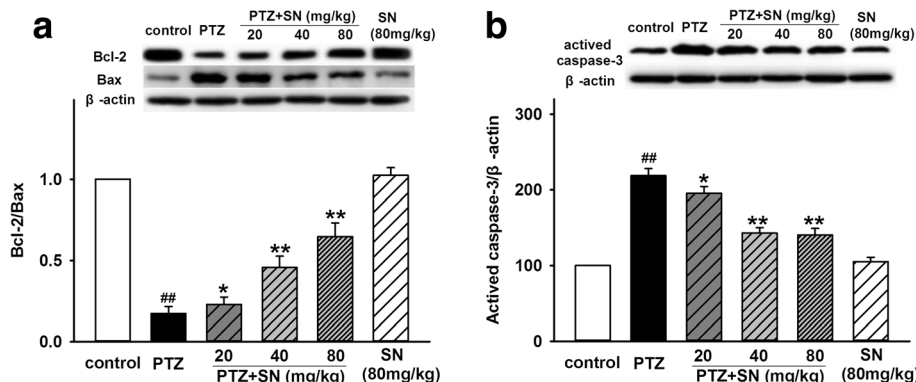 a
control PTZ PTZ+SN (mg/kg) SN
20 40 80 (80mg/kg)
Bcl-2
Bax
β -actin
1.0
0.5
0.0
Bcl-2/Bax
## * ** **
control PTZ 20 40 80 SN
PTZ+SN (mg/kg) (80mg/kg)
b
control PTZ PTZ+SN (mg/kg) SN
20 40 80 (80mg/kg)
actived
caspase-3
β -actin
300
200
100
0
Actived caspase-3/β -actin
## * ** **
control PTZ 20 40 80 SN
PTZ+SN (mg/kg) (80mg/kg)